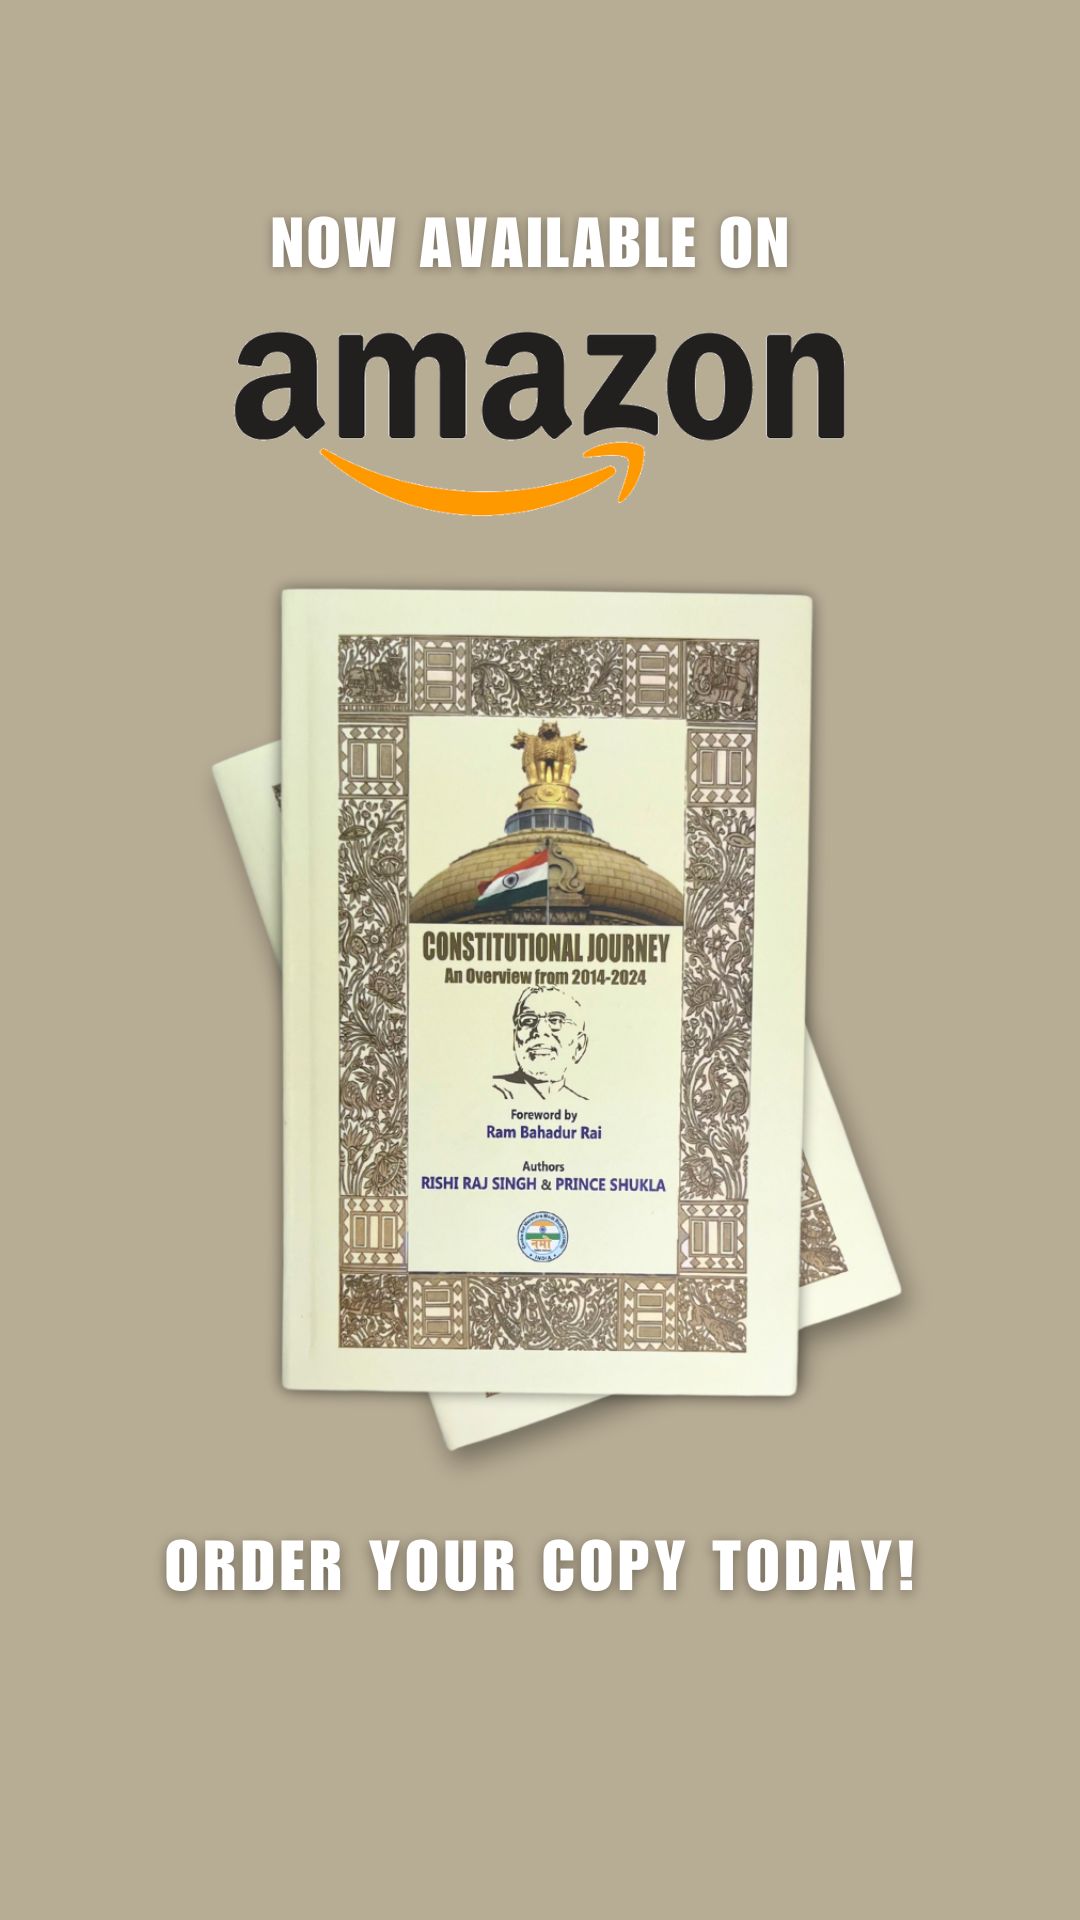 NOW AVAILABLE ON
amazon
CONSTITUTIONAL JOURNEY
An Overview from 2014-2024
Foreword by
Ram Bahadur Rai
Authors
RISHI RAJ SINGH & PRINCE SHUKLA
नमो
INDIA
ORDER YOUR COPY TODAY!